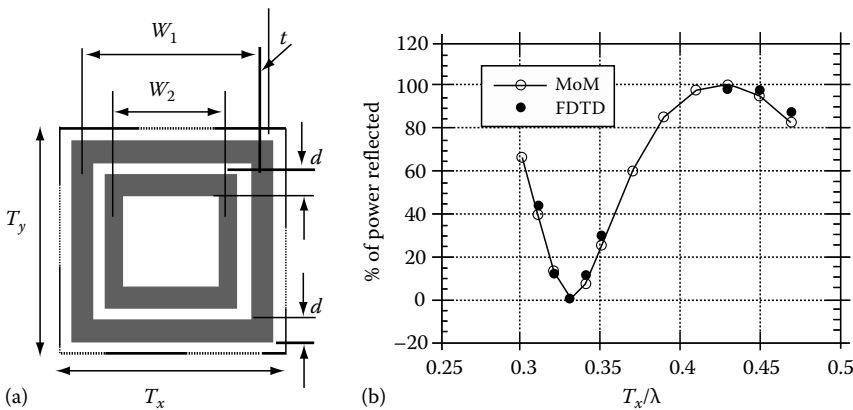 W1
t
W2
d
Ty
d
Tx
(a)
% of power reflected
120
100
80
60
40
20
0
−20
MoM
FDTD
0.25
0.3
0.35
0.4
0.45
0.5
Tx/λ
(b)